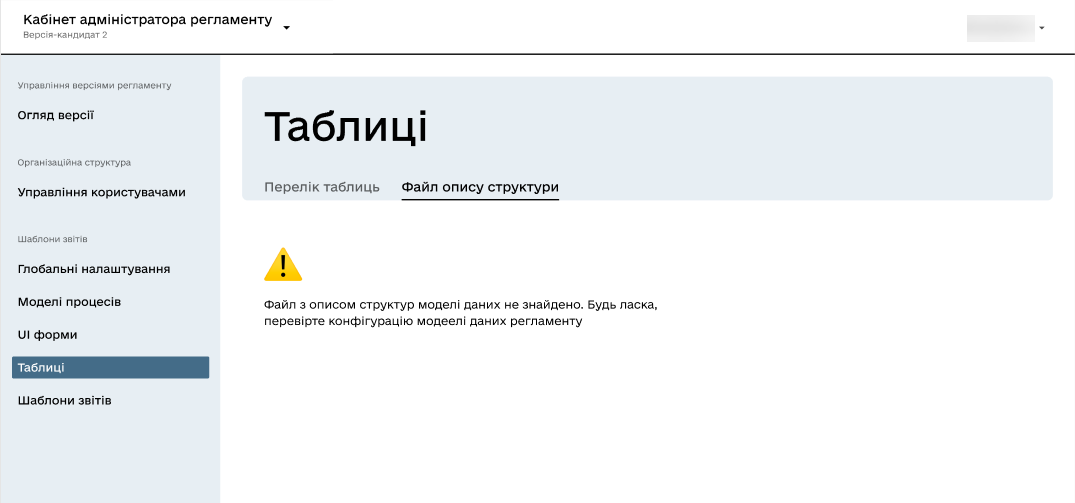 Кабінет адміністратора регламенту
Версія-кандидат 2
Управління версіями регламенту
Огляд версії
Організаційна структура
Управління користувачами
Шаблони звітів
Глобальні налаштування
Моделі процесів
UI форми
Таблиці
Шаблони звітів
Таблиці
Перелік таблиць
Файл опису структури
Файл з описом структур моделі даних не знайдено. Будь ласка,
перевірте конфігурацію модеелі даних регламенту